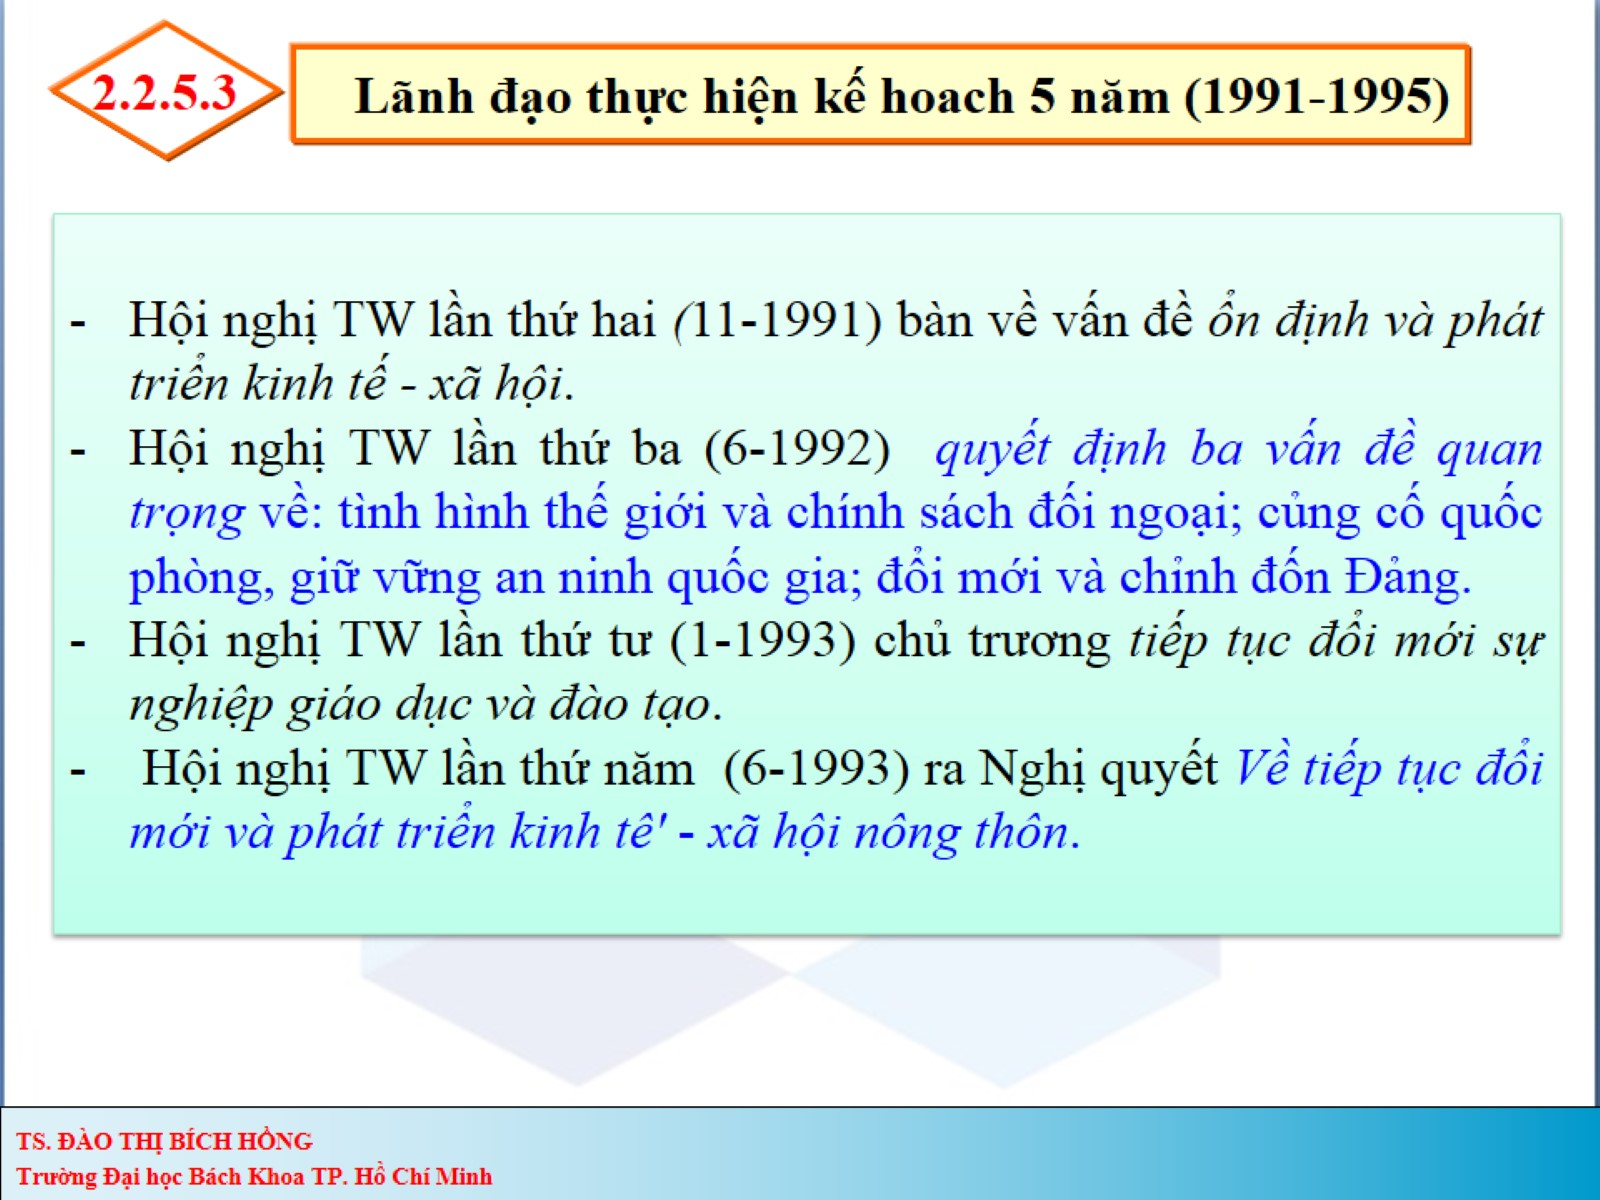 2.2.5.3
Lãnh đạo thực hiện kế hoach 5 năm (1991-1995)
- Hội nghị TW lần thứ hai (11-1991) bàn về vấn đề ổn định và phát
triển kinh tế - xã hội.
- Hội nghị TW lần thứ ba (6-1992) quyết định ba vấn đề quan
trọng về: tình hình thế giới và chính sách đối ngoại; củng cố quốc
phòng, giữ vững an ninh quốc gia; đổi mới và chỉnh đốn Đảng.
- Hội nghị TW lần thứ tư (1-1993) chủ trương tiếp tục đổi mới sự
nghiệp giáo dục và đào tạo.
- Hội nghị TW lần thứ năm (6-1993) ra Nghị quyết Về tiếp tục đổi
mới và phát triển kinh tê' - xã hội nông thôn.
TS. ĐÀO THỊ BÍCH HỒNG
Trường Đại học Bách Khoa TP. Hồ Chí Minh